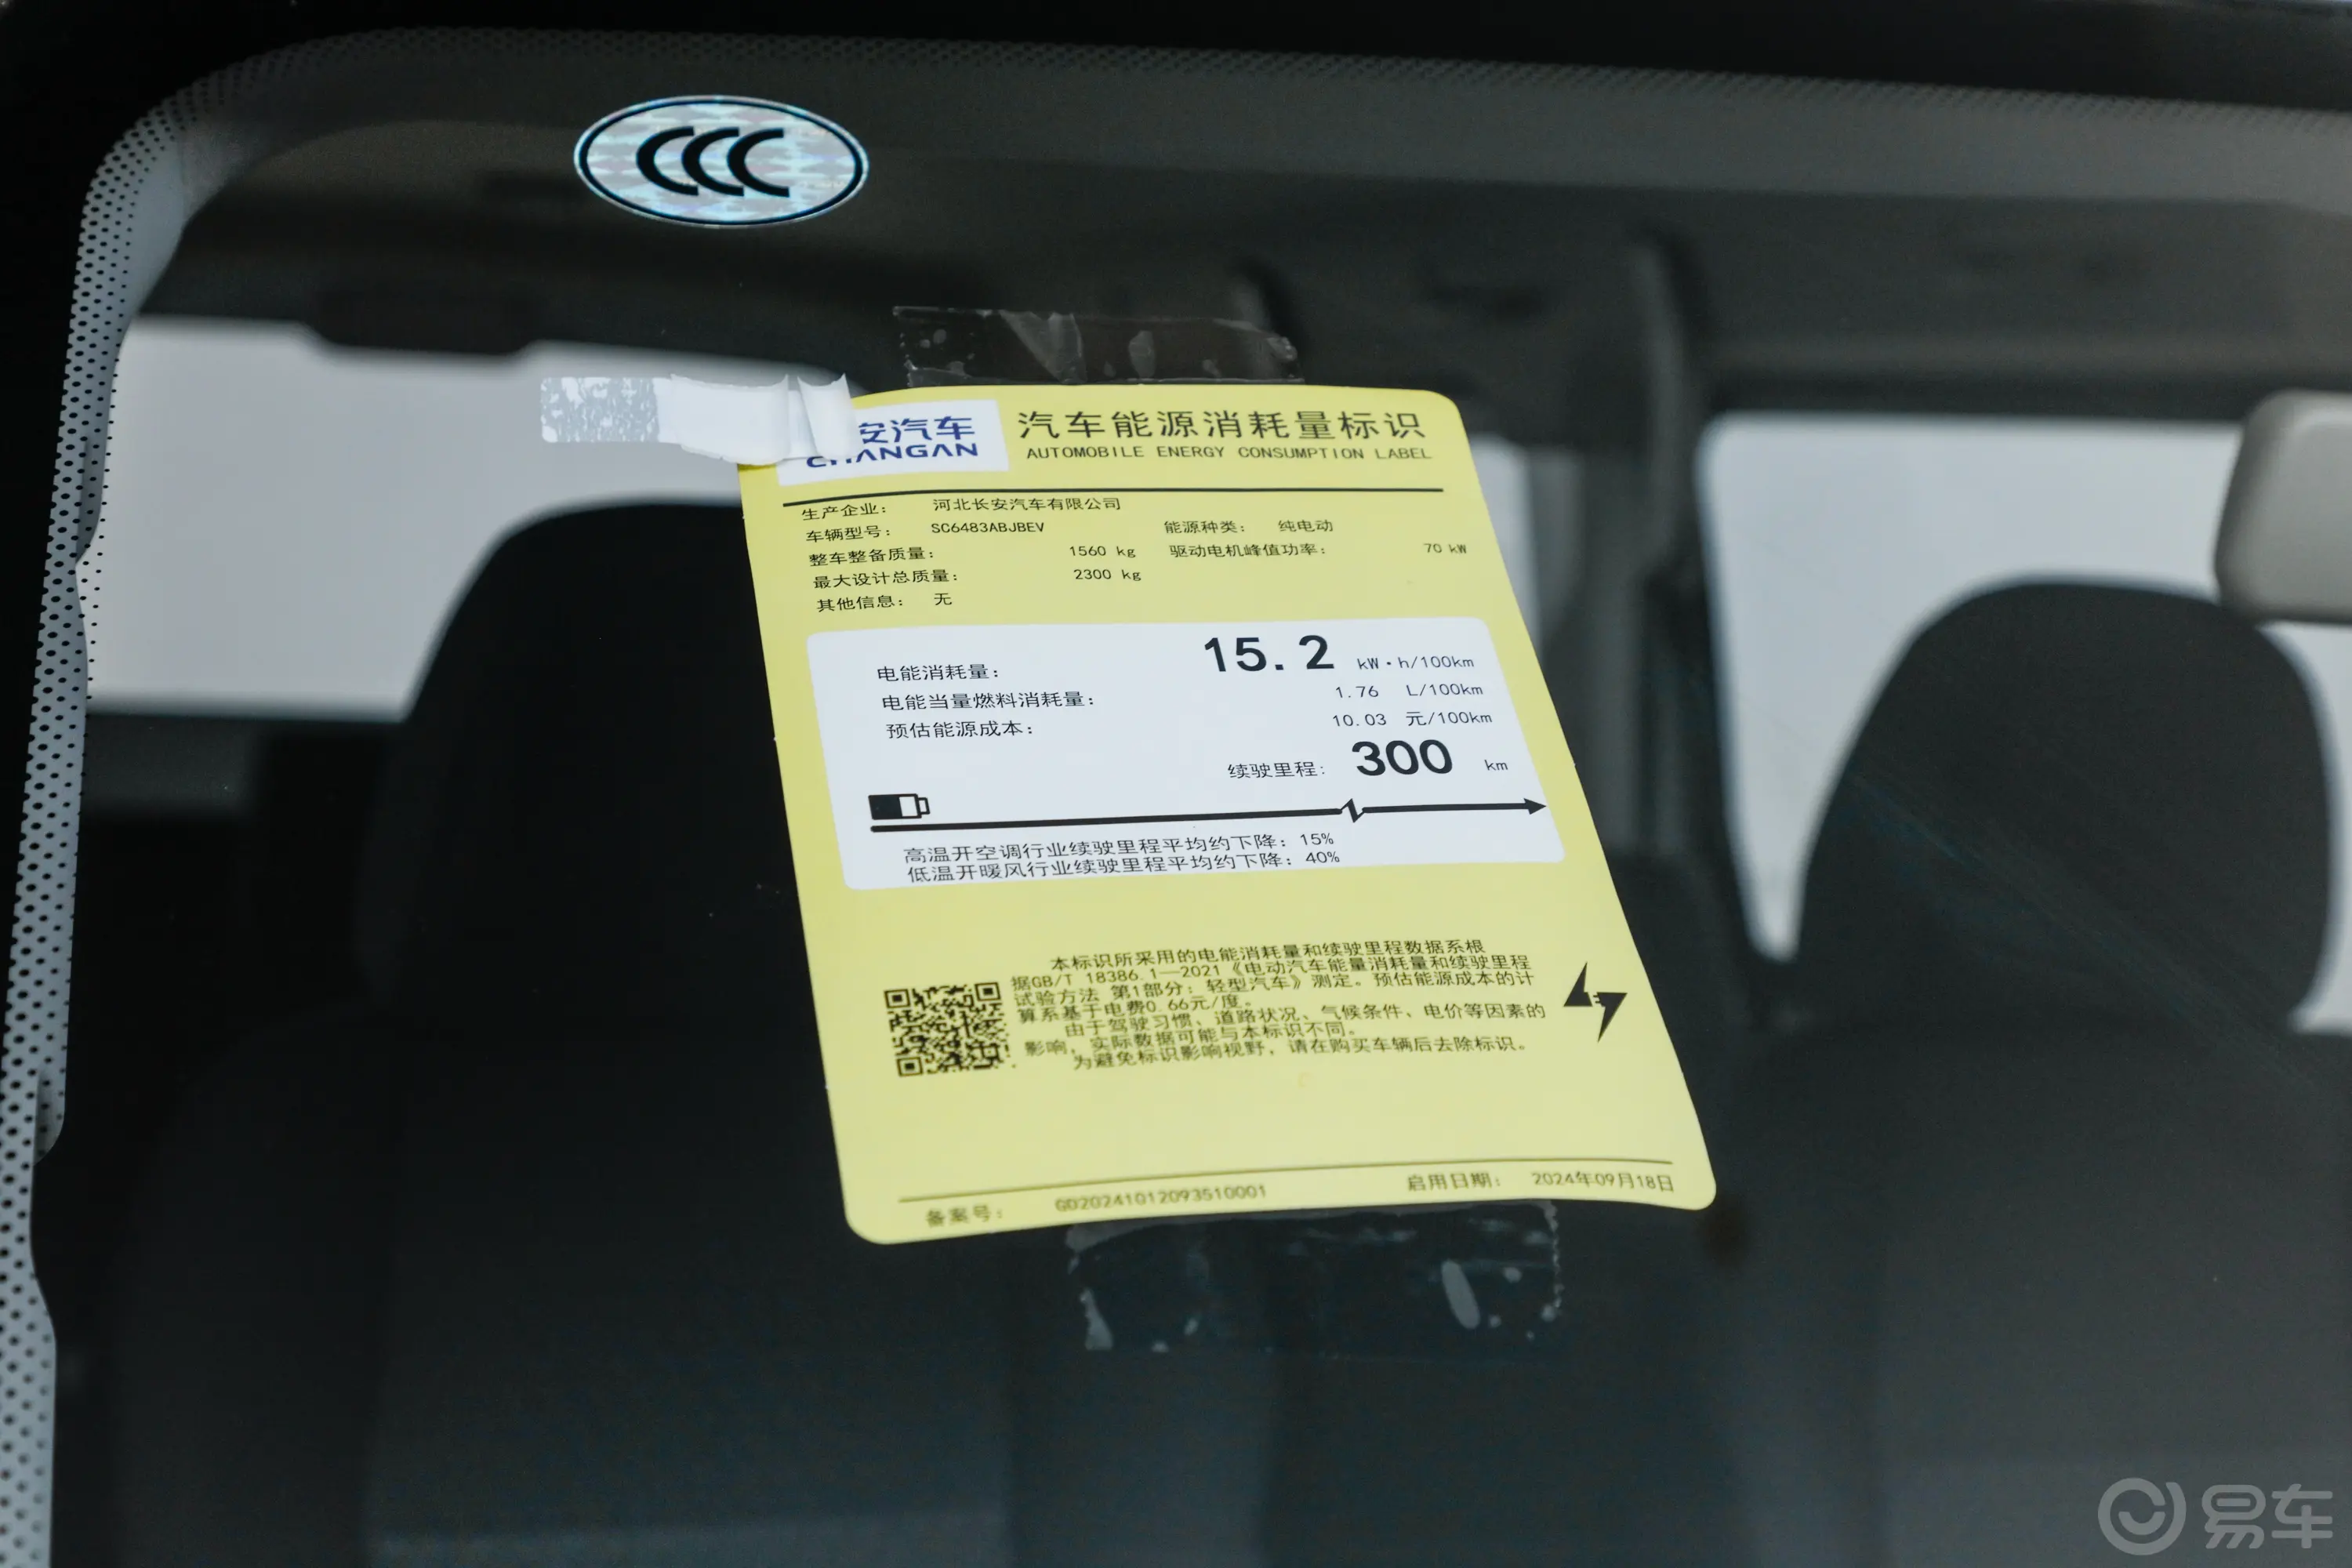 CCC
安汽车
CHANGAN
汽车能源消耗量标识
AUTOMOBILE ENERGY CONSUMPTION LABEL
生产企业: 河北长安汽车有限公司
车辆型号: SC6483ABJBEV 能源种类: 纯电动
整车整备质量: 1560 kg 驱动电机峰值功率: 70 kW
最大设计总质量: 2300 kg
其他信息: 无
电能消耗量: 15.2 kW·h/100km
电能当量燃料消耗量: 1.76 L/100km
预估能源成本: 10.03 元/100km
续驶里程: 300 km
高温开空调行业续驶里程平均约下降: 15%
低温开暖风行业续驶里程平均约下降: 40%
本标识所采用的电能消耗量和续驶里程数据系根
据GB/T 18386.1—2021《电动汽车能量消耗量和续驶里程
试验方法 第1部分: 轻型汽车》测定。预估能源成本的计
算系基于电费0.66元/度。
由于驾驶习惯、道路状况、气候条件、电价等因素的
影响, 实际数据可能与本标识不同。
为避免标识影响视野, 请在购买车辆后去除标识。
备案号: GD20241012093510001 启用日期: 2024年09月18日
易车